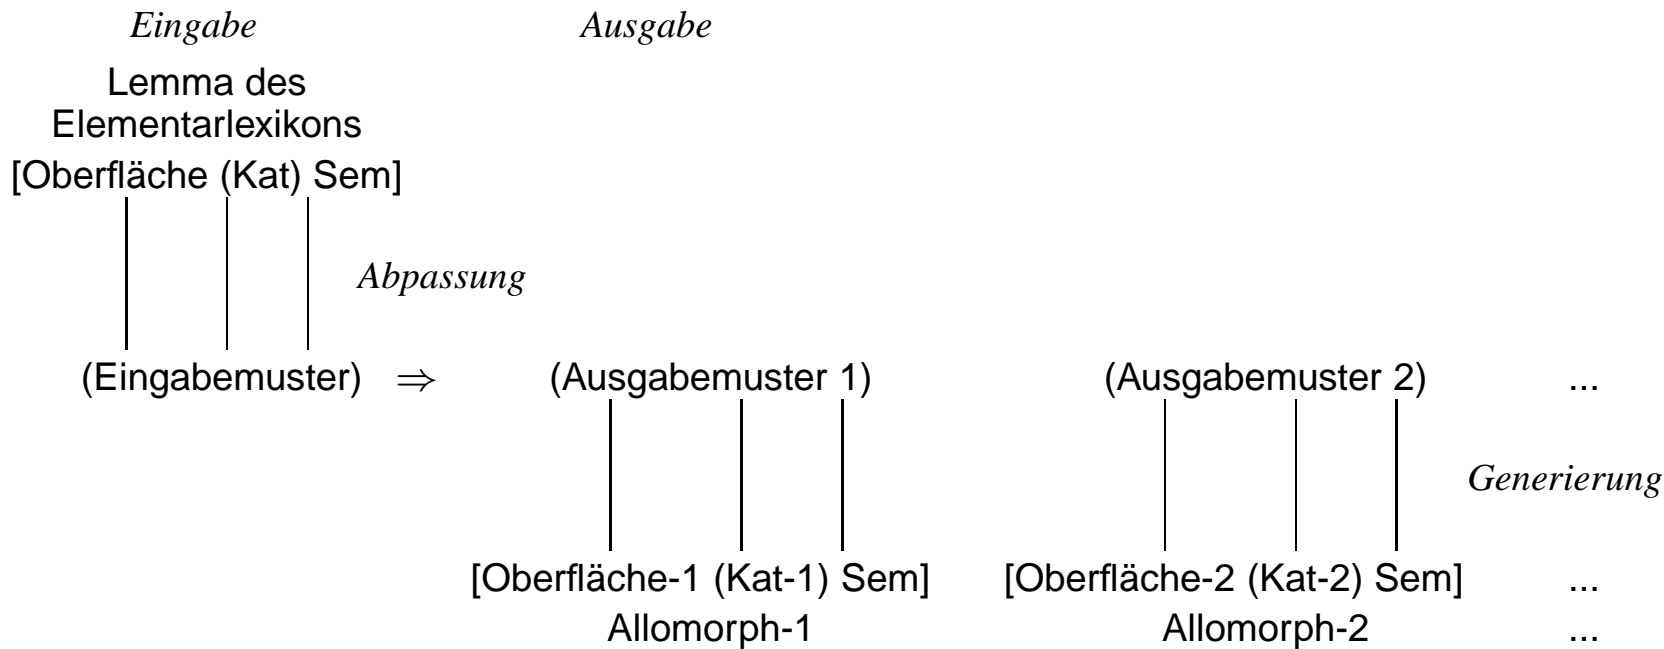 Eingabe Ausgabe
Lemma des
Elementarlexikons
[Oberfläche (Kat) Sem]
Abpassung
(Eingabemuster) ⇒ (Ausgabemuster 1) (Ausgabemuster 2) ...
Generierung
[Oberfläche-1 (Kat-1) Sem] [Oberfläche-2 (Kat-2) Sem] ...
Allomorph-1 Allomorph-2 ...